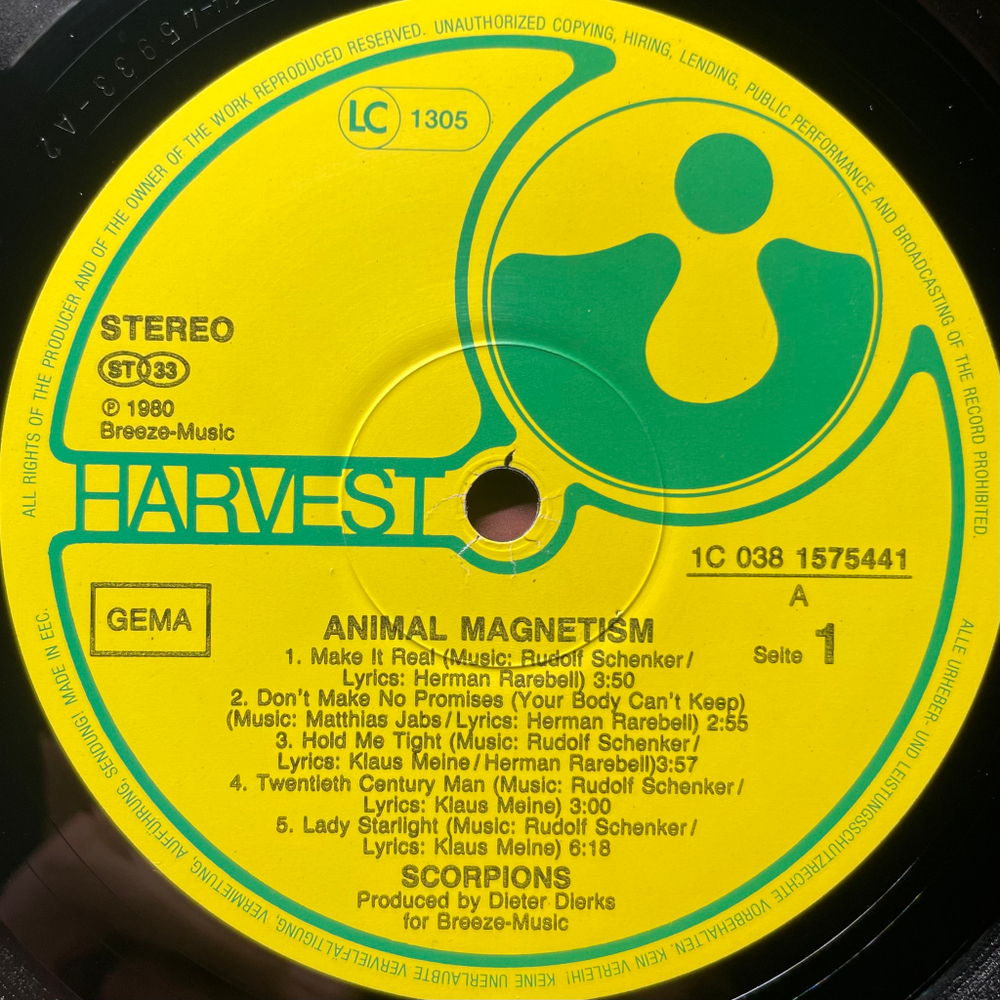 ALL RIGHTS OF THE PRODUCER AND OF THE OWNER OF THE WORK REPRODUCED RESERVED. UNAUTHORIZED COPYING, HIRING, LENDING, PUBLIC PERFORMANCE AND BROADCASTING OF THE RECORD PROHIBITED.
LC 1305
STEREO
ST 33
℗ 1980
Breeze-Music
HARVEST
1C 038 1575441
A
GEMA
Seite 1
ANIMAL MAGNETISM
1. Make It Real (Music: Rudolf Schenker/
Lyrics: Herman Rarebell) 3:50
2. Don't Make No Promises (Your Body Can't Keep)
(Music: Matthias Jabs/Lyrics: Herman Rarebell) 2:55
3. Hold Me Tight (Music: Rudolf Schenker/
Lyrics: Klaus Meine/Herman Rarebell)3:57
4. Twentieth Century Man (Music: Rudolf Schenker/
Lyrics: Klaus Meine) 3:00
5. Lady Starlight (Music: Rudolf Schenker/
Lyrics: Klaus Meine) 6:18
SCORPIONS
Produced by Dieter Dierks
for Breeze-Music
ALLE URHEBER- UND LEISTUNGSSCHUTZRECHTE VORBEHALTEN. KEIN VERLEIH! KEINE UNERLAUBTE VERVIELFÄLTIGUNG, VERMIETUNG, AUFFÜHRUNG, SENDUNG! MADE IN EEC.